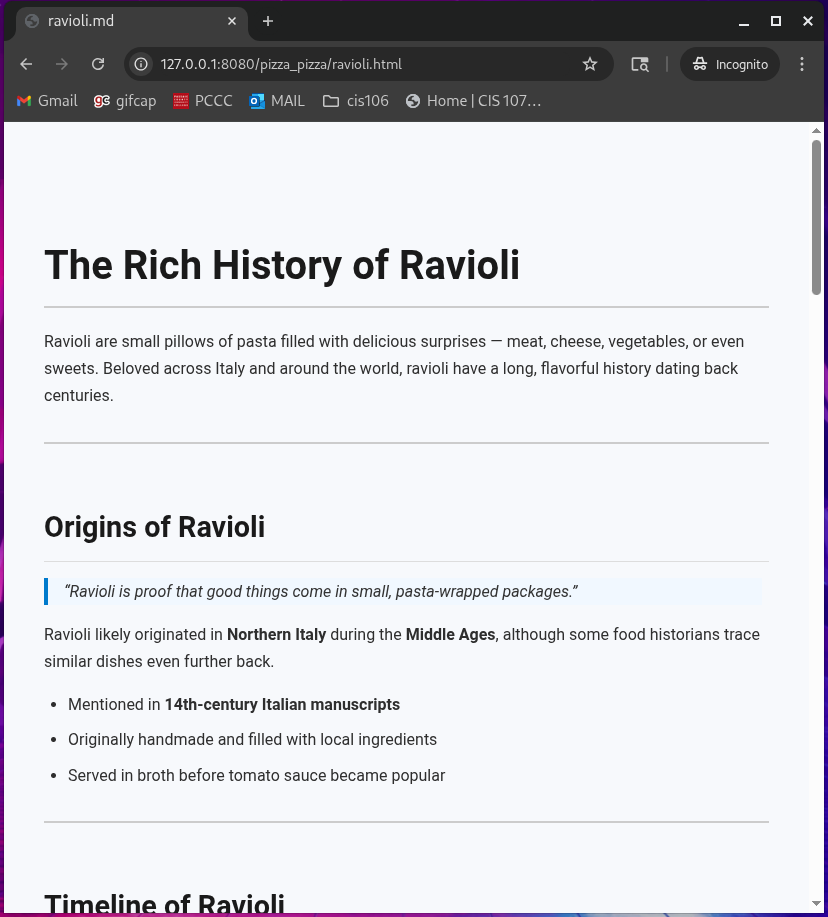 ravioli.md
127.0.0.1:8080/pizza_pizza/ravioli.html
Incognito
Gmail
gc gifcap
PCCC
MAIL
cis106
Home | CIS 107…
The Rich History of Ravioli
Ravioli are small pillows of pasta filled with delicious surprises — meat, cheese, vegetables, or even
sweets. Beloved across Italy and around the world, ravioli have a long, flavorful history dating back
centuries.
Origins of Ravioli
“Ravioli is proof that good things come in small, pasta-wrapped packages.”
Ravioli likely originated in Northern Italy during the Middle Ages, although some food historians trace
similar dishes even further back.
• Mentioned in 14th-century Italian manuscripts
• Originally handmade and filled with local ingredients
• Served in broth before tomato sauce became popular
Timeline of Ravioli